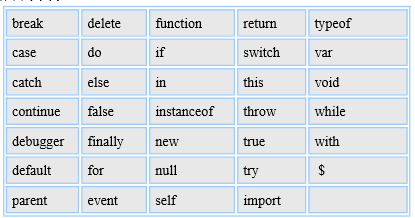 break delete function return typeof
case do if switch var
catch else in this void
continue false instanceof throw while
debugger finally new true with
default for null try $
parent event self import